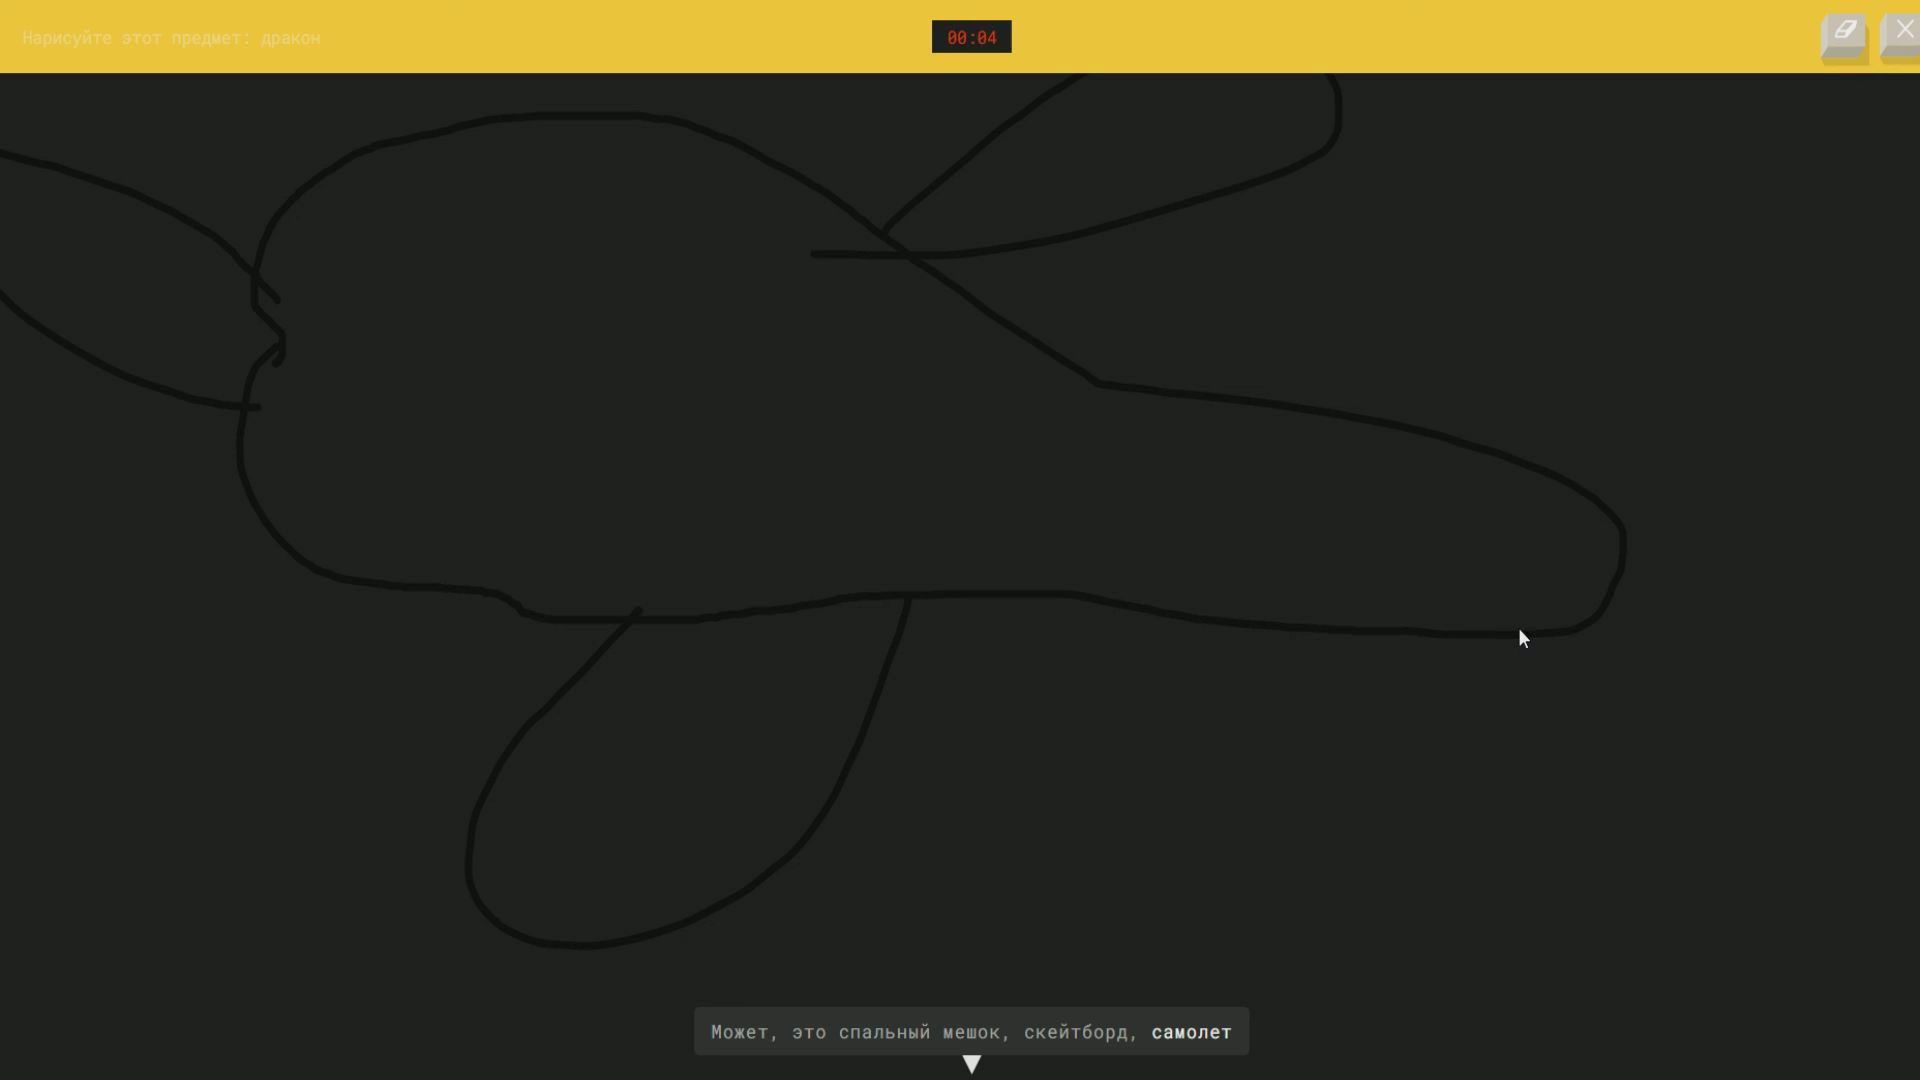 Нарисуйте этот предмет: дракон
00:04
Может, это спальный мешок, скейтборд, самолет